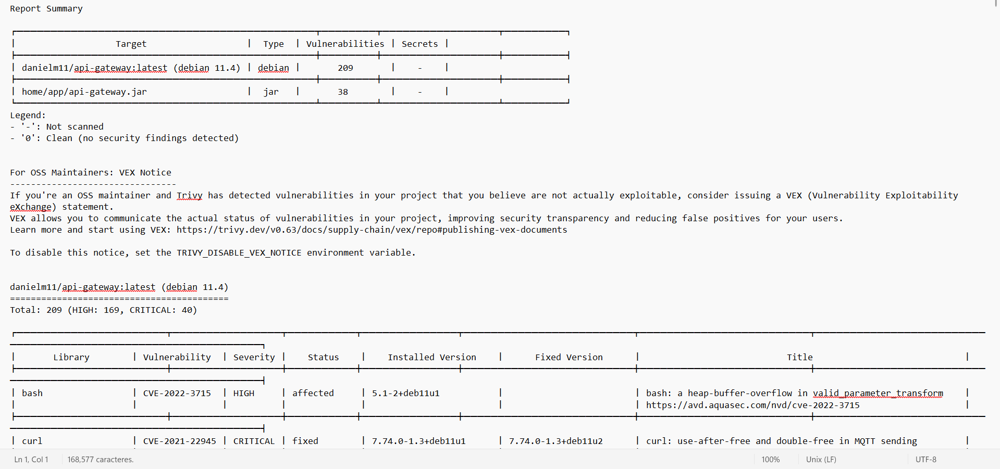 Report Summary
Target | Type | Vulnerabilities | Secrets |
| danielm11/api-gateway:latest (debian 11.4) | debian | 209 | - |
| home/app/api-gateway.jar | jar | 38 | - |
Legend:
- '-': Not scanned
- '0': Clean (no security findings detected)
For OSS Maintainers: VEX Notice
--------------------------------
If you're an OSS maintainer and Trivy has detected vulnerabilities in your project that you believe are not actually exploitable, consider issuing a VEX (Vulnerability Exploitability
eXchange) statement.
VEX allows you to communicate the actual status of vulnerabilities in your project, improving security transparency and reducing false positives for your users.
Learn more and start using VEX: https://trivy.dev/v0.63/docs/supply-chain/vex/repo#publishing-vex-documents
To disable this notice, set the TRIVY_DISABLE_VEX_NOTICE environment variable.
danielm11/api-gateway:latest (debian 11.4)
==========================================
Total: 209 (HIGH: 169, CRITICAL: 40)
| Library | Vulnerability | Severity | Status | Installed Version | Fixed Version | Title |
| bash | CVE-2022-3715 | HIGH | affected | 5.1-2+deb11u1 | | bash: a heap-buffer-overflow in valid_parameter_transform |
| | | | | | | https://avd.aquasec.com/nvd/cve-2022-3715 |
| curl | CVE-2021-22945 | CRITICAL | fixed | 7.74.0-1.3+deb11u1 | 7.74.0-1.3+deb11u2 | curl: use-after-free and double-free in MQTT sending |
Ln 1, Col 1 168,577 caracteres. 100% Unix (LF) UTF-8